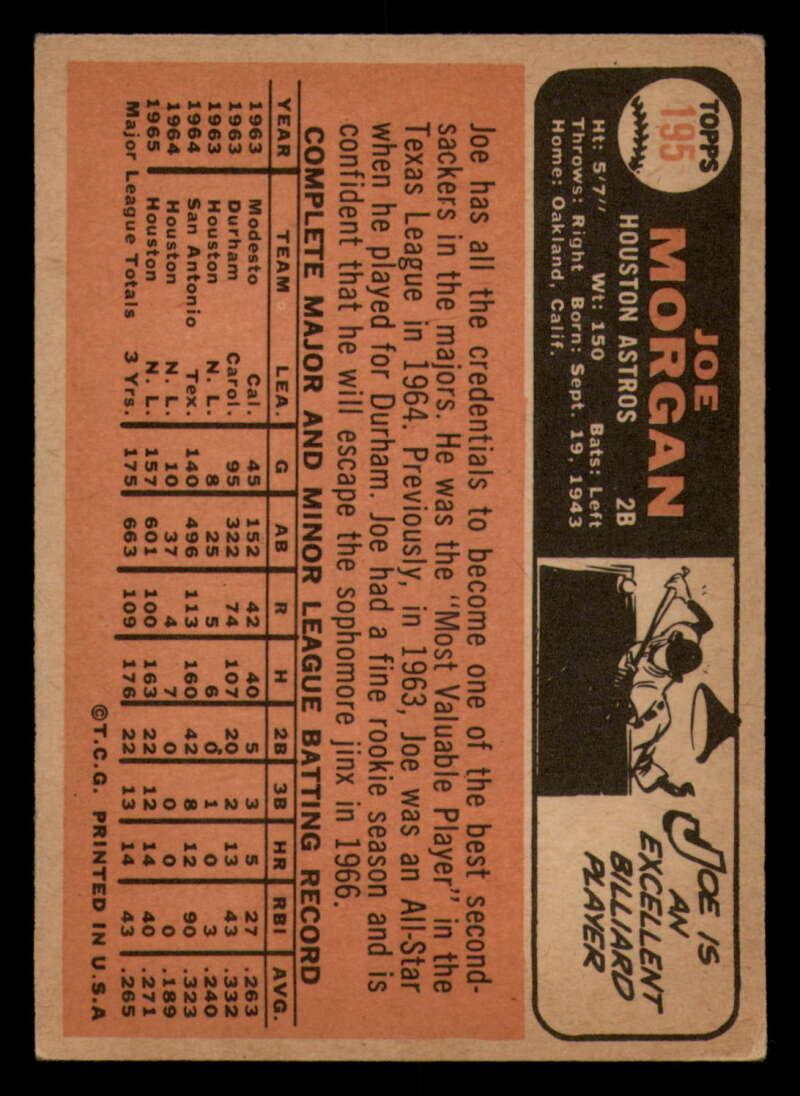 TOPPS
195
JOE
MORGAN
HOUSTON ASTROS 2B
Ht: 5'7" Wt: 150 Bats: Left
Throws: Right Born: Sept. 19, 1943
Home: Oakland, Calif.
JOE IS
AN
EXCELLENT
BILLIARD
PLAYER
Joe has all the credentials to become one of the best second-
sackers in the majors. He was the "Most Valuable Player" in the
Texas League in 1964. Previously, in 1963, Joe was an All-Star
when he played for Durham. Joe had a fine rookie season and is
confident that he will escape the sophomore jinx in 1966.
COMPLETE MAJOR AND MINOR LEAGUE BATTING RECORD
YEAR TEAM LEA. G AB R H 2B 3B HR RBI AVG.
1963 Modesto Cal. 45 152 42 40 5 3 5 27 .263
1963 Durham Carol. 95 322 74 107 20 2 13 43 .332
1963 Houston N. L. 8 25 5 6 0 1 0 3 .240
1964 San Antonio Tex. 140 496 113 160 42 8 12 90 .323
1964 Houston N. L. 10 37 4 7 0 0 0 0 .189
1965 Houston N. L. 157 601 100 163 22 12 14 40 .271
Major League Totals 3 Yrs. 175 663 109 176 22 13 14 43 .265
©T.C.G. PRINTED IN U.S.A